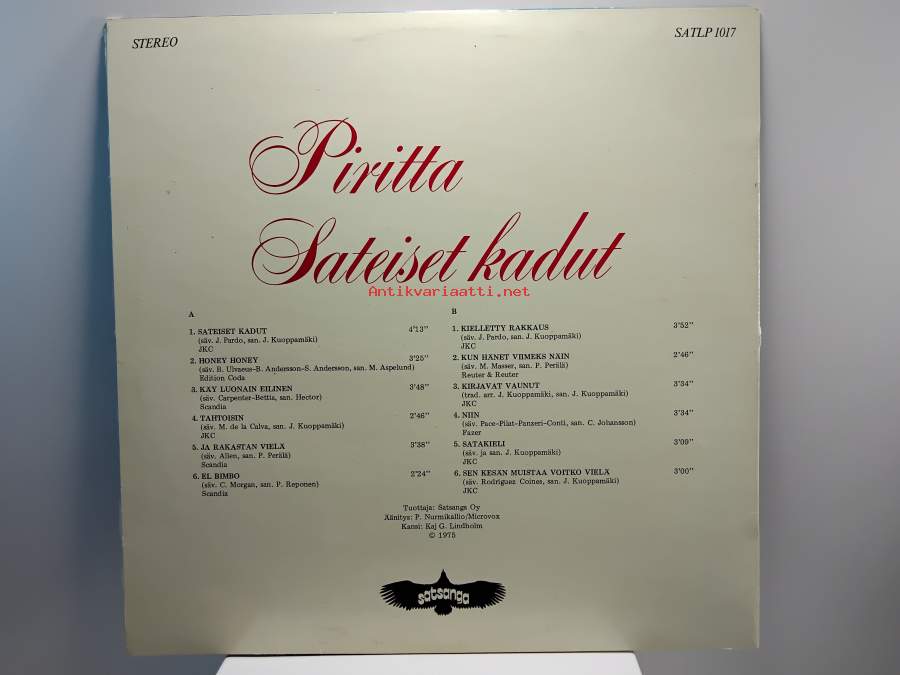 STEREO
SATLP 1017
Piritta
Sateiset kadut
Antikvariaatti.net
A
1. SATEISET KADUT 4'13"
(säv. J. Pardo, san. J. Kuoppamäki)
JKC
2. HONEY HONEY 3'25"
(säv. B. Ulvaeus-B. Andersson-S. Andersson, san. M. Aspelund)
Edition Coda
3. KÄY LUONAIN EILINEN 3'48"
(säv. Carpenter-Bettis, san. Hector)
Scandia
4. TAHTOISIN 2'46"
(säv. M. de la Calva, san. J. Kuoppamäki)
JKC
5. JA RAKASTAN VIELÄ 3'38"
(säv. Allen, san. P. Perälä)
Scandia
6. EL BIMBO 2'24"
(säv. C. Morgan, san. P. Reponen)
Scandia
B
1. KIELLETTY RAKKAUS 3'52"
(säv. J. Pardo, san. J. Kuoppamäki)
JKC
2. KUN HÄNET VIIMEKS NÄIN 2'46"
(säv. M. Masser, san. P. Perälä)
Reuter & Reuter
3. KIRJAVAT VAUNUT 3'34"
(trad. arr. J. Kuoppamäki, san. J. Kuoppamäki)
JKC
4. NIIN 3'34"
(säv. Pace-Pilat-Panzeri-Conti, san. C. Johansson)
Fazer
5. SATAKIELI 3'09"
(säv. ja san. J. Kuoppamäki)
JKC
6. SEN KESÄN MUISTAA VOITKO VIELÄ 3'00"
(säv. Rodriguez Coines, san. J. Kuoppamäki)
JKC
Tuottaja: Satsanga Oy
Äänitys: P. Nurmikallio/Microvox
Kansi: Kaj G. Lindholm
© 1975
satsanga